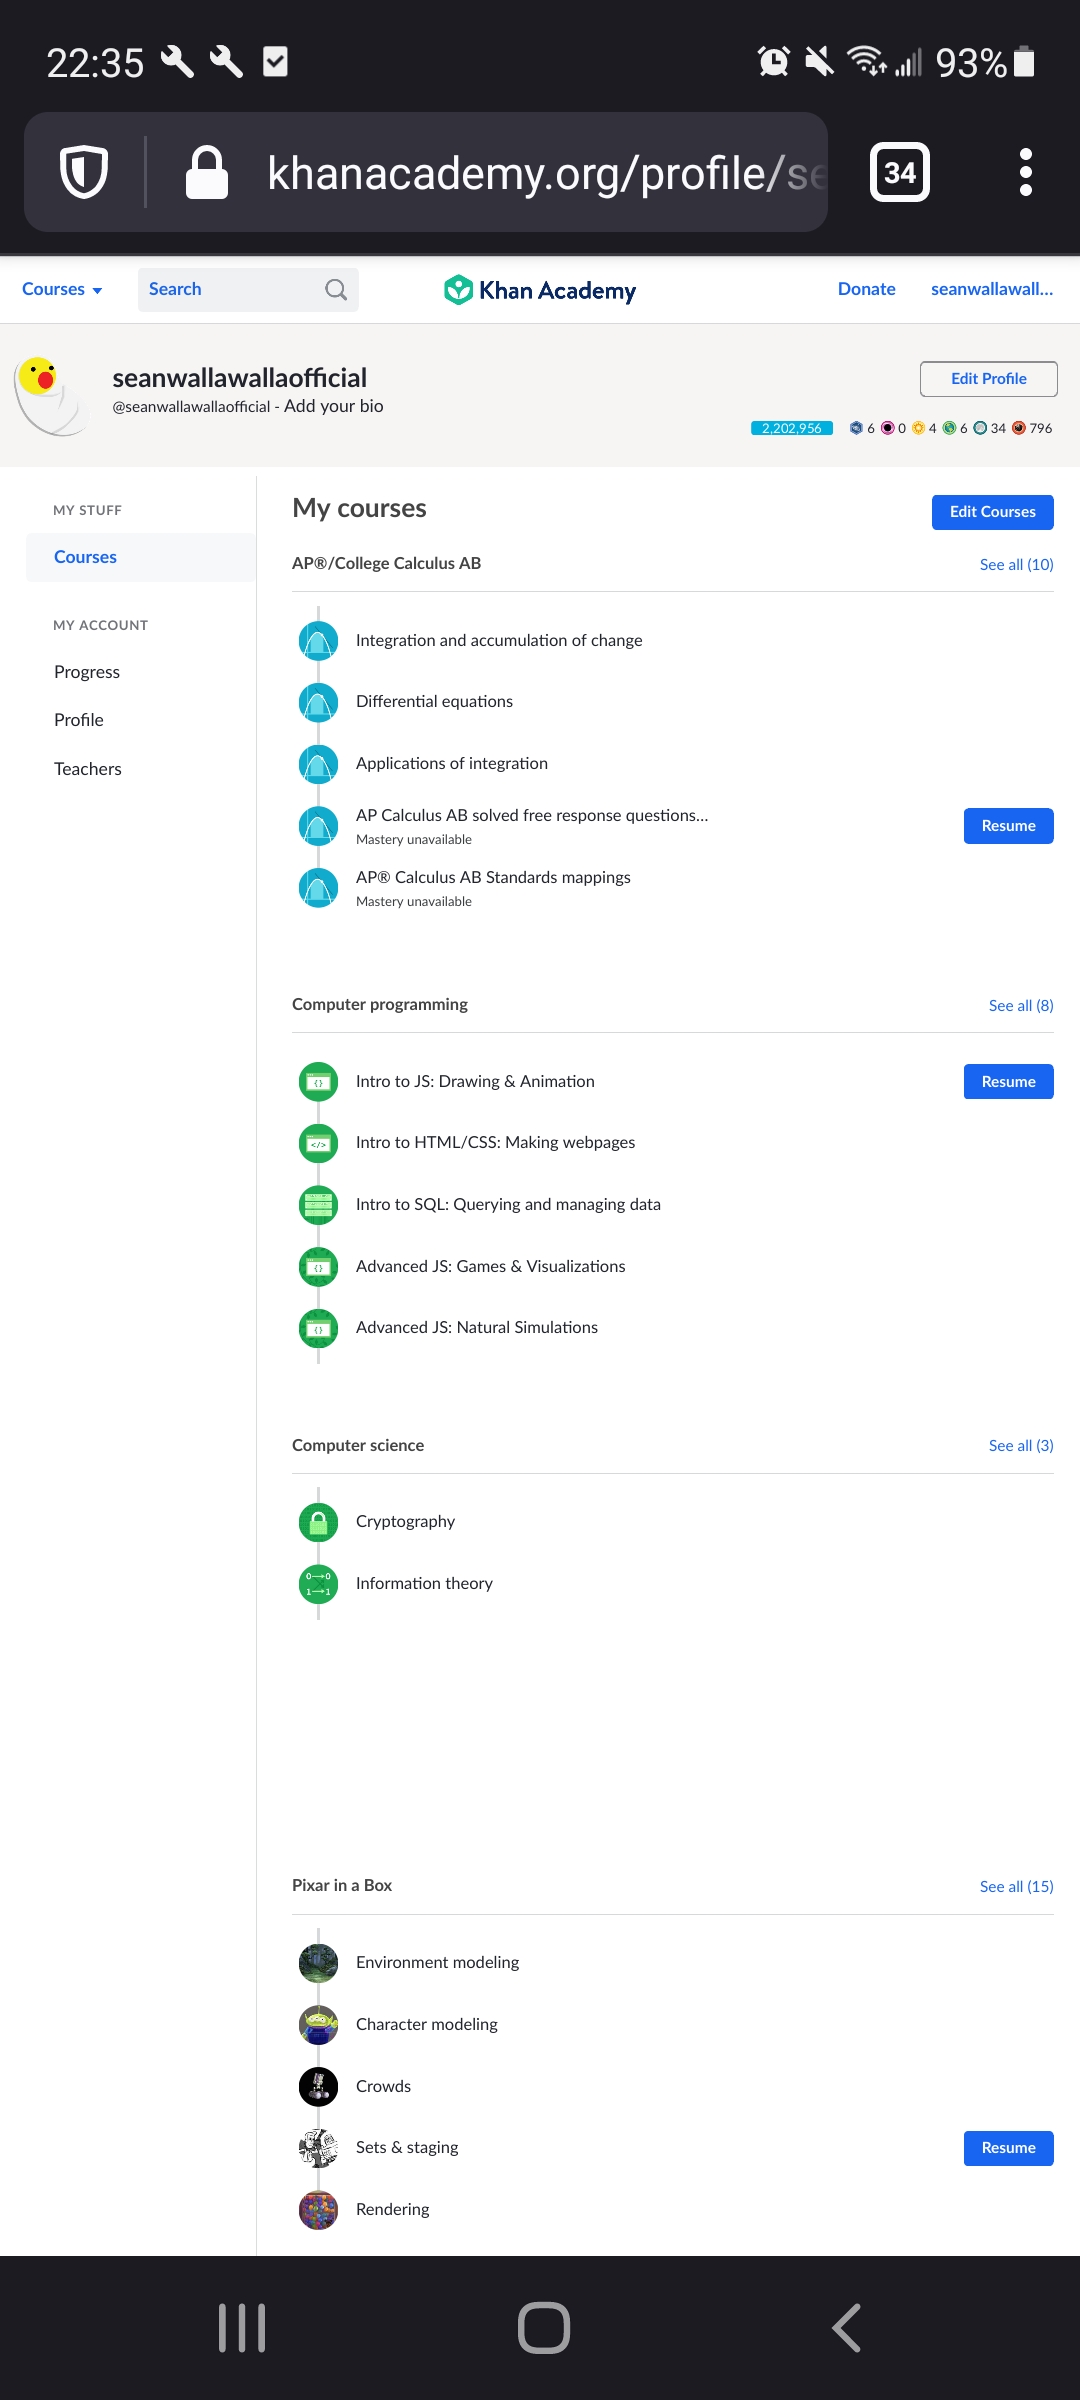 22:35
93%
khanacademy.org/profile/se
34
Courses
Search
Khan Academy
Donate
seanwallawall...
seanwallawallaofficial
@seanwallawallaofficial - Add your bio
Edit Profile
2,202,956
6
0
4
6
34
796
MY STUFF
Courses
MY ACCOUNT
Progress
Profile
Teachers
My courses
Edit Courses
AP®/College Calculus AB
See all (10)
Integration and accumulation of change
Differential equations
Applications of integration
AP Calculus AB solved free response questions...
Mastery unavailable
Resume
AP® Calculus AB Standards mappings
Mastery unavailable
Computer programming
See all (8)
Intro to JS: Drawing & Animation
Resume
Intro to HTML/CSS: Making webpages
Intro to SQL: Querying and managing data
Advanced JS: Games & Visualizations
Advanced JS: Natural Simulations
Computer science
See all (3)
Cryptography
Information theory
Pixar in a Box
See all (15)
Environment modeling
Character modeling
Crowds
Sets & staging
Resume
Rendering